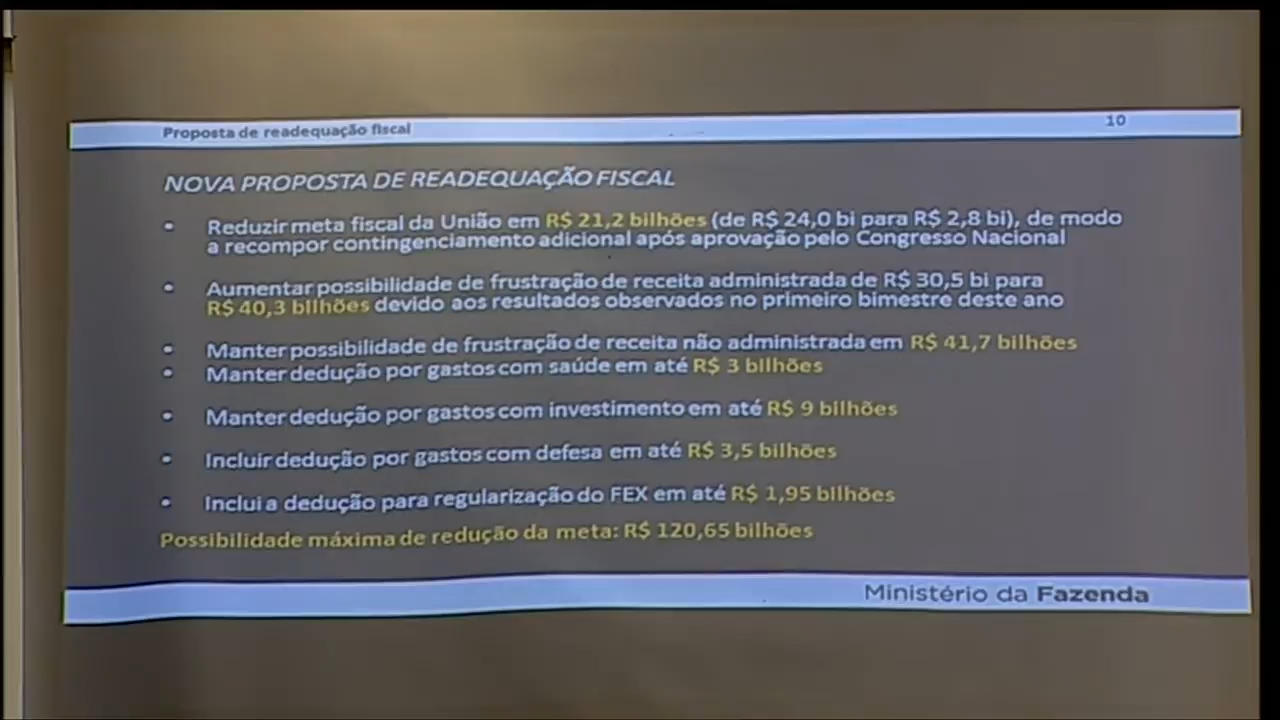 Proposta de readequação fiscal
10
NOVA PROPOSTA DE READEQUAÇÃO FISCAL
• Reduzir meta fiscal da União em R$ 21,2 bilhões (de R$ 24,0 bi para R$ 2,8 bi), de modo
a recompor contingenciamento adicional após aprovação pelo Congresso Nacional
• Aumentar possibilidade de frustração de receita administrada de R$ 30,5 bi para
R$ 40,3 bilhões devido aos resultados observados no primeiro bimestre deste ano
• Manter possibilidade de frustração de receita não administrada em R$ 41,7 bilhões
• Manter dedução por gastos com saúde em até R$ 3 bilhões
• Manter dedução por gastos com investimento em até R$ 9 bilhões
• Incluir dedução por gastos com defesa em até R$ 3,5 bilhões
• Inclui a dedução para regularização do FEX em até R$ 1,95 bilhões
Possibilidade máxima de redução da meta: R$ 120,65 bilhões
Ministério da Fazenda